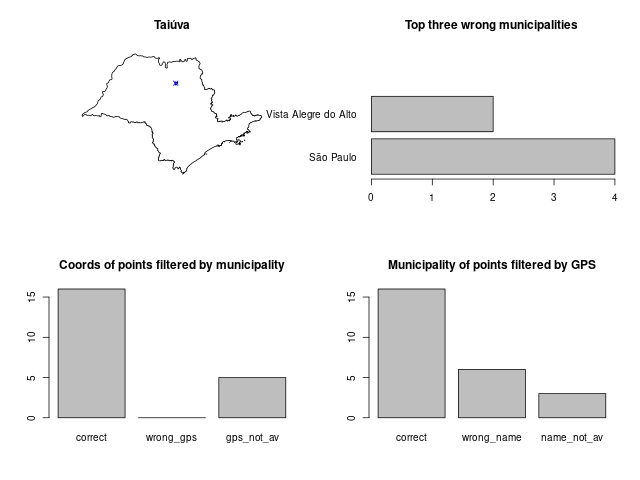 Taiúva
Top three wrong municipalities
Vista Alegre do Alto
São Paulo
0 1 2 3 4
Coords of points filtered by municipality
0 5 10 15
correct wrong_gps gps_not_av
Municipality of points filtered by GPS
0 5 10 15
correct wrong_name name_not_av